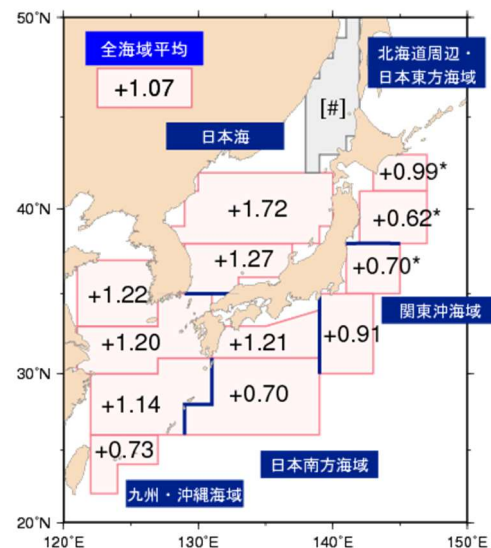 50˚N
全海域平均
+1.07
北海道周辺・
日本東方海域
[#]
日本海
+0.99*
40˚N
+1.72
+0.62*
+1.27
+0.70*
+1.22
関東沖海域
+1.20
+1.21
+0.91
30˚N
+1.14
+0.70
+0.73
日本南方海域
九州・沖縄海域
20˚N
120˚E
130˚E
140˚E
150˚E